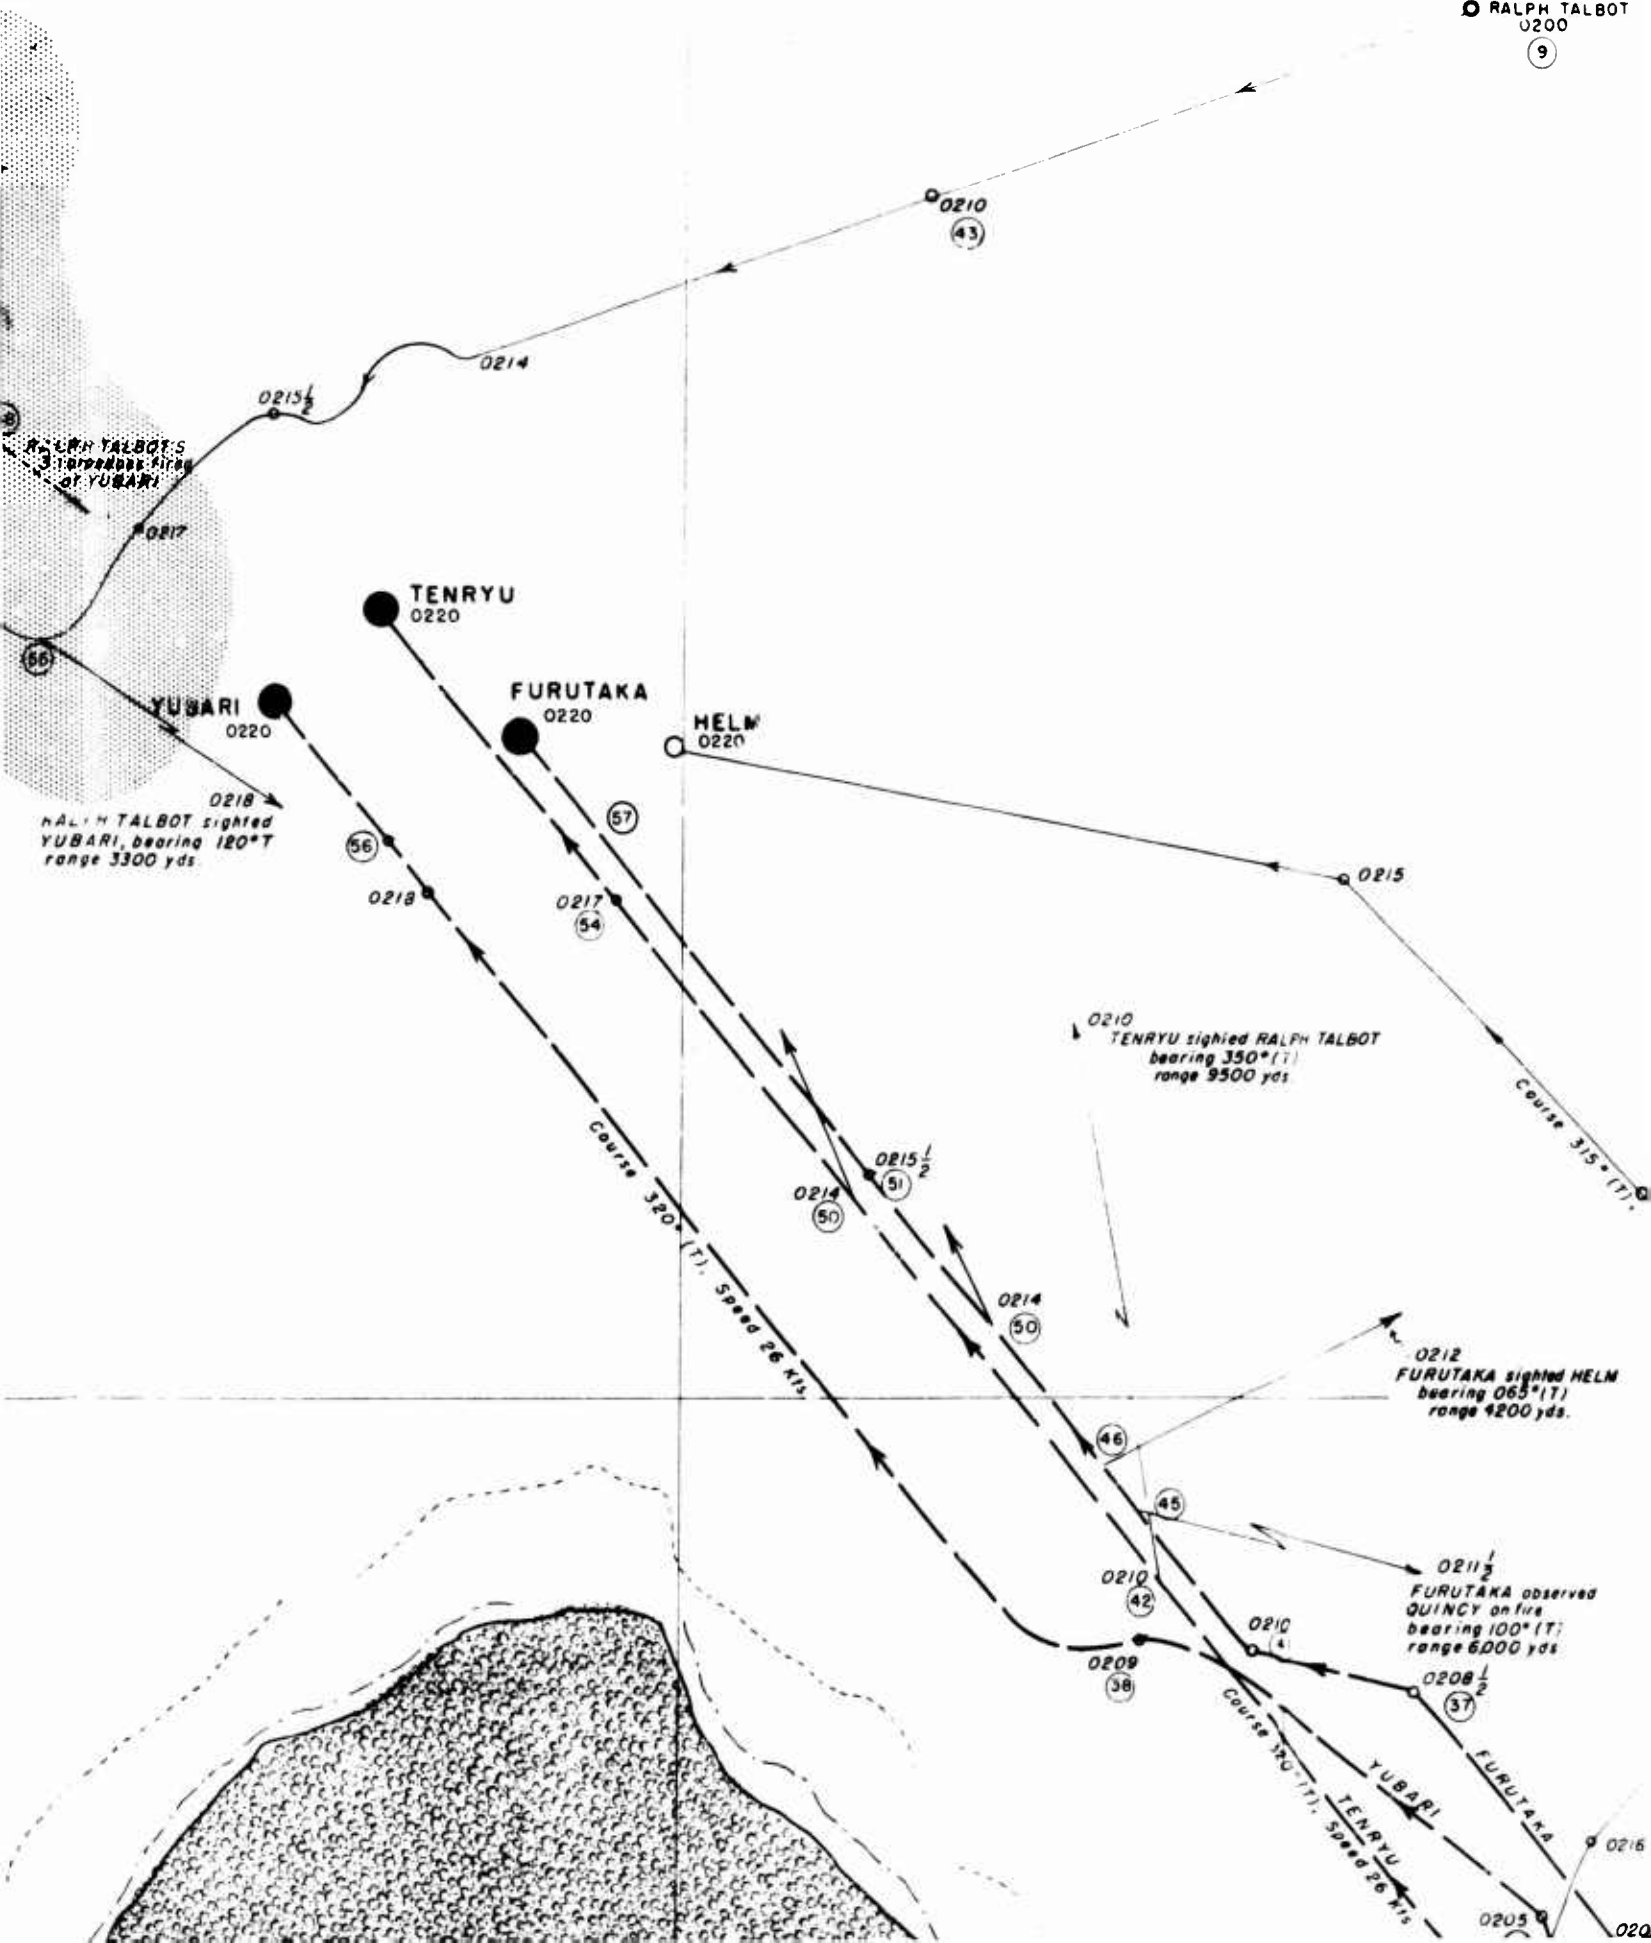 RALPH TALBOT
0200
9
0210
43
0214
0215½
RALPH TALBOT'S
3 torpedoes fired
at YUBARI
0217
TENRYU
0220
55
YUBARI
0220
FURUTAKA
0220
HELM
0220
0218
RALPH TALBOT sighted
YUBARI, bearing 120°T
range 3300 yds.
57
56
0218
0217
54
0215
0210
TENRYU sighted RALPH TALBOT
bearing 350°(T)
range 9500 yds.
Course 315°(T),
Course 320°(T), Speed 26 Kts.
0215½
51
0214
50
0214
50
0212
FURUTAKA sighted HELM
bearing 065°(T)
range 4200 yds.
46
45
0211½
FURUTAKA observed
QUINCY on fire
bearing 100°(T)
range 6,000 yds
0210
42
0210
0209
38
0208½
37
Course 320°(T), Speed 26 Kts
YUBARI
TENRYU
FURUTAKA
0216
0205
020